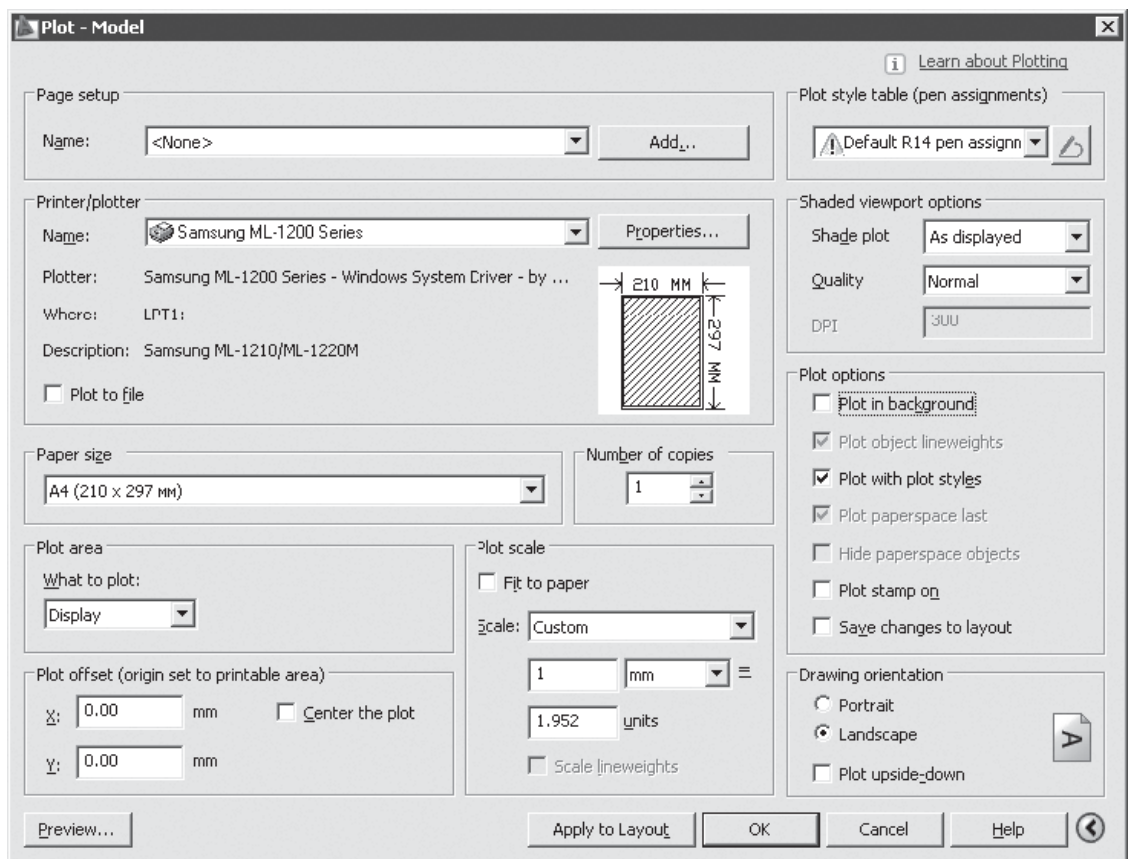 Plot - Model
Learn about Plotting
Page setup
Name:
<None>
Add...
Plot style table (pen assignments)
Default R14 pen assignn
Printer/plotter
Name:
Samsung ML-1200 Series
Properties...
Plotter:
Samsung ML-1200 Series - Windows System Driver - by ...
Where:
LPT1:
Description:
Samsung ML-1210/ML-1220M
Plot to file
210 MM
297 MM
Shaded viewport options
Shade plot
As displayed
Quality
Normal
DPI
300
Paper size
A4 (210 x 297 мм)
Number of copies
1
Plot options
Plot in background
Plot object lineweights
Plot with plot styles
Plot paperspace last
Hide paperspace objects
Plot stamp on
Save changes to layout
Plot area
What to plot:
Display
Plot scale
Fit to paper
Scale:
Custom
1
mm
=
1.952
units
Scale lineweights
Plot offset (origin set to printable area)
X:
0.00
mm
Center the plot
Y:
0.00
mm
Drawing orientation
Portrait
Landscape
Plot upside-down
A
Preview...
Apply to Layout
OK
Cancel
Help